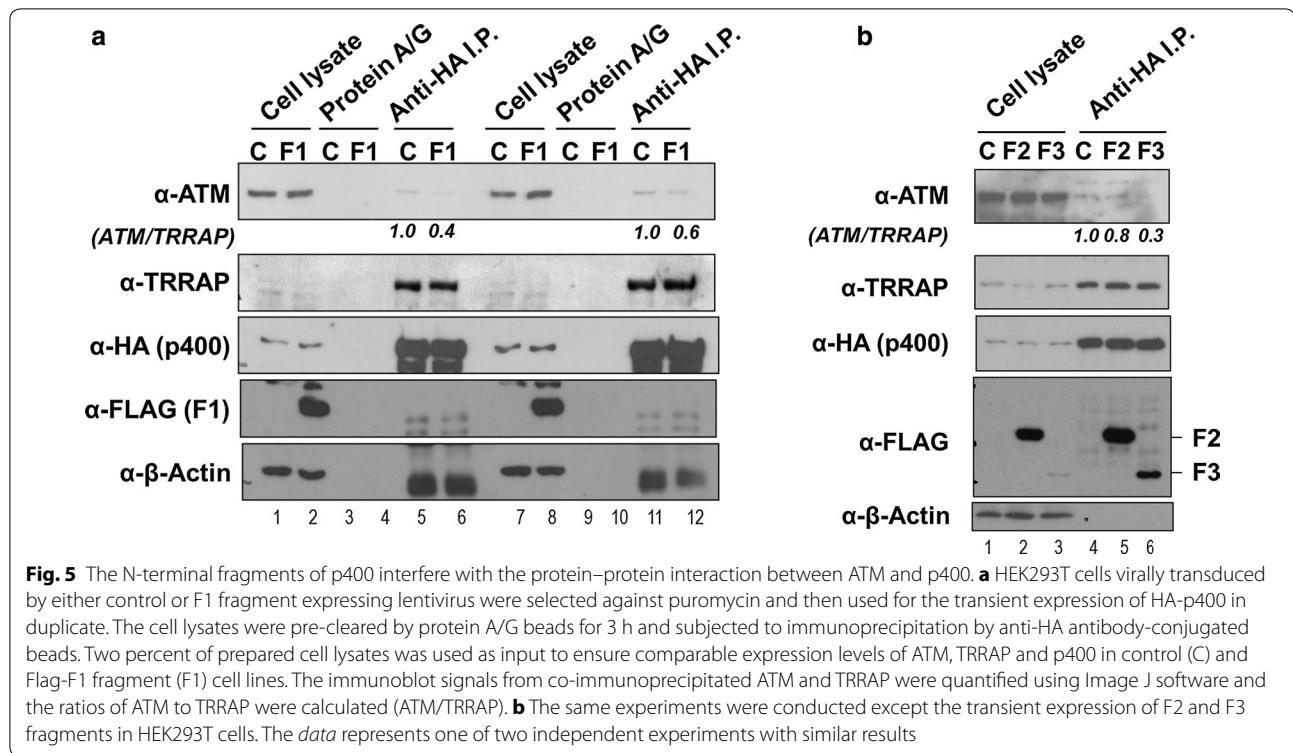 a
Cell lysate Protein A/G Anti-HA I.P. Cell lysate Protein A/G Anti-HA I.P.
C F1 C F1 C F1 C F1 C F1 C F1
α-ATM
(ATM/TRRAP) 1.0 0.4 1.0 0.6
α-TRRAP
α-HA (p400)
α-FLAG (F1)
α-β-Actin
1 2 3 4 5 6 7 8 9 10 11 12
b
Cell lysate Anti-HA I.P.
C F2 F3 C F2 F3
α-ATM
(ATM/TRRAP) 1.0 0.8 0.3
α-TRRAP
α-HA (p400)
α-FLAG
F2
F3
α-β-Actin
1 2 3 4 5 6
Fig. 5 The N-terminal fragments of p400 interfere with the protein–protein interaction between ATM and p400. a HEK293T cells virally transduced
by either control or F1 fragment expressing lentivirus were selected against puromycin and then used for the transient expression of HA-p400 in
duplicate. The cell lysates were pre-cleared by protein A/G beads for 3 h and subjected to immunoprecipitation by anti-HA antibody-conjugated
beads. Two percent of prepared cell lysates was used as input to ensure comparable expression levels of ATM, TRRAP and p400 in control (C) and
Flag-F1 fragment (F1) cell lines. The immunoblot signals from co-immunoprecipitated ATM and TRRAP were quantified using Image J software and
the ratios of ATM to TRRAP were calculated (ATM/TRRAP). b The same experiments were conducted except the transient expression of F2 and F3
fragments in HEK293T cells. The data represents one of two independent experiments with similar results